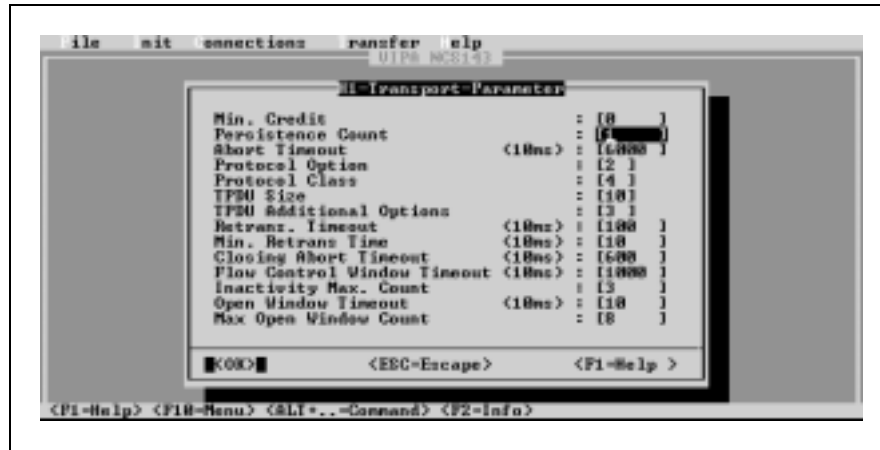 ile nit onnections ransfer elp
VIPA NCS143
H1-Transport-Parameter
Min. Credit : [0 ]
Persistence Count : [1 ]
Abort Timeout (10ms) : [6000 ]
Protocol Option : [2 ]
Protocol Class : [4 ]
TPDU Size : [10]
TPDU Additional Options : [3 ]
Retrans. Timeout (10ms) : [100 ]
Min. Retrans Time (10ms) : [10 ]
Closing Abort Timeout (10ms) : [600 ]
Flow Control Window Timeout (10ms) : [1000 ]
Inactivity Max. Count : [3 ]
Open Window Timeout (10ms) : [10 ]
Max Open Window Count : [8 ]
<OK> <ESC=Escape> <F1=Help >
<F1=Help> <F10=Menu> <ALT+..=Command> <F2=Info>